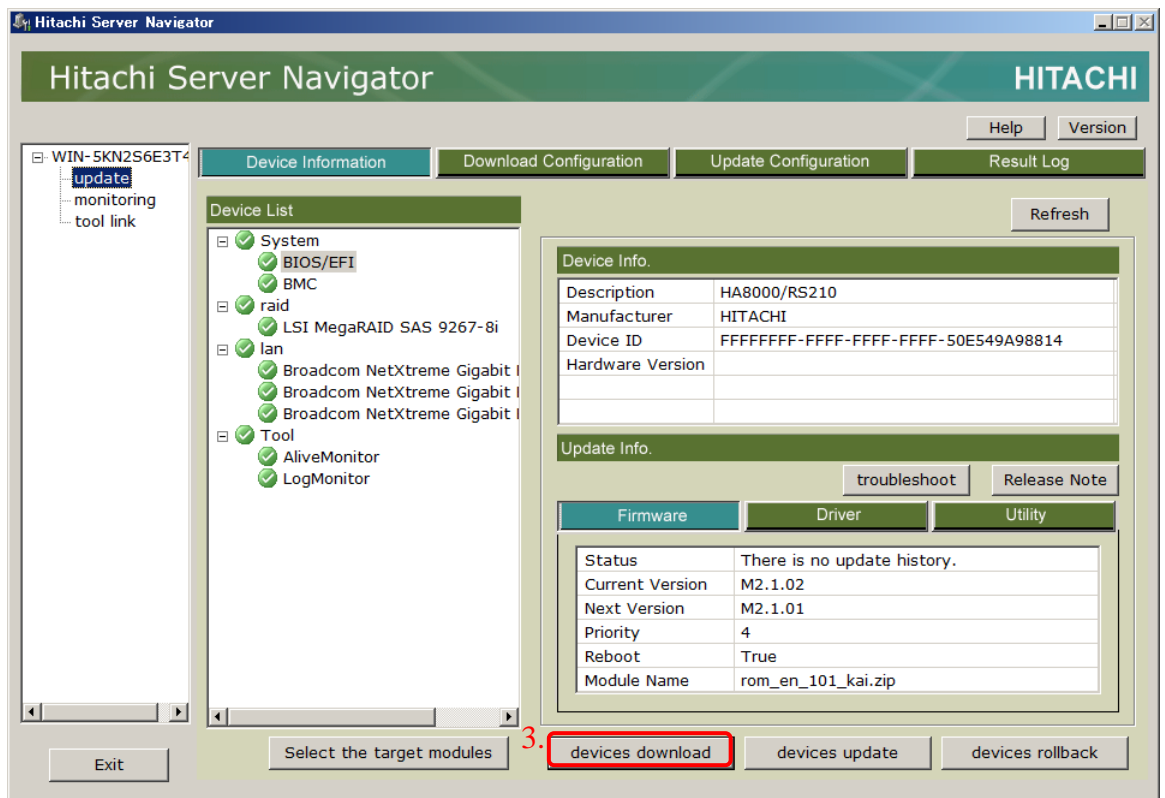 Hitachi Server Navigator
Hitachi Server Navigator
HITACHI
Help
Version
WIN-5KN2S6E3T4
update
monitoring
tool link
Device Information
Download Configuration
Update Configuration
Result Log
Device List
Refresh
System
BIOS/EFI
BMC
raid
LSI MegaRAID SAS 9267-8i
lan
Broadcom NetXtreme Gigabit
Broadcom NetXtreme Gigabit
Broadcom NetXtreme Gigabit
Tool
AliveMonitor
LogMonitor
Device Info.
Description HA8000/RS210
Manufacturer HITACHI
Device ID FFFFFFFF-FFFF-FFFF-FFFF-50E549A98814
Hardware Version
Update Info.
troubleshoot
Release Note
Firmware
Driver
Utility
Status There is no update history.
Current Version M2.1.02
Next Version M2.1.01
Priority 4
Reboot True
Module Name rom_en_101_kai.zip
Exit
Select the target modules
3.
devices download
devices update
devices rollback